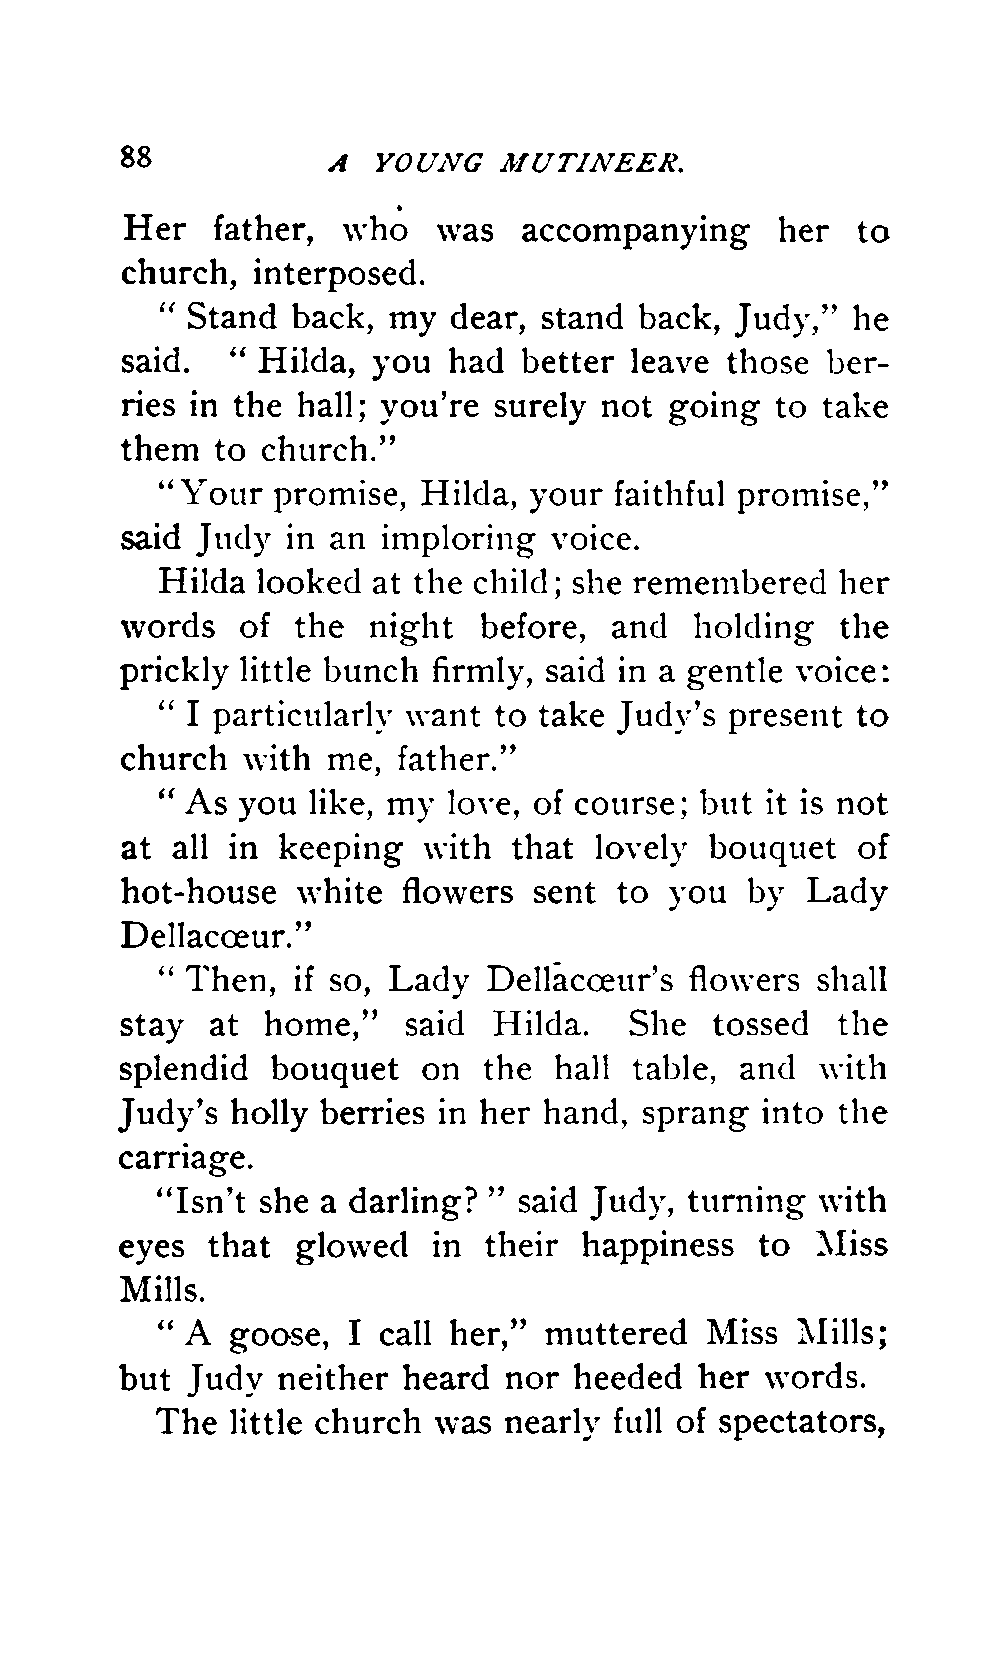 88 A YOUNG MUTINEER.
Her father, who was accompanying her to
church, interposed.
“ Stand back, my dear, stand back, Judy,” he
said. “ Hilda, you had better leave those ber-
ries in the hall; you're surely not going to take
them to church.”
“Your promise, Hilda, your faithful promise,”
said Judy in an imploring voice.
Hilda looked at the child; she remembered her
words of the night before, and holding the
prickly little bunch firmly, said in a gentle voice:
“ I particularly want to take Judy's present to
church with me, father.”
“ As you like, my love, of course; but it is not
at all in keeping with that lovely bouquet of
hot-house white flowers sent to you by Lady
Dellacœur.”
“ Then, if so, Lady Dellacœur's flowers shall
stay at home,” said Hilda. She tossed the
splendid bouquet on the hall table, and with
Judy's holly berries in her hand, sprang into the
carriage.
“Isn't she a darling? ” said Judy, turning with
eyes that glowed in their happiness to Miss
Mills.
“ A goose, I call her,” muttered Miss Mills;
but Judy neither heard nor heeded her words.
The little church was nearly full of spectators,